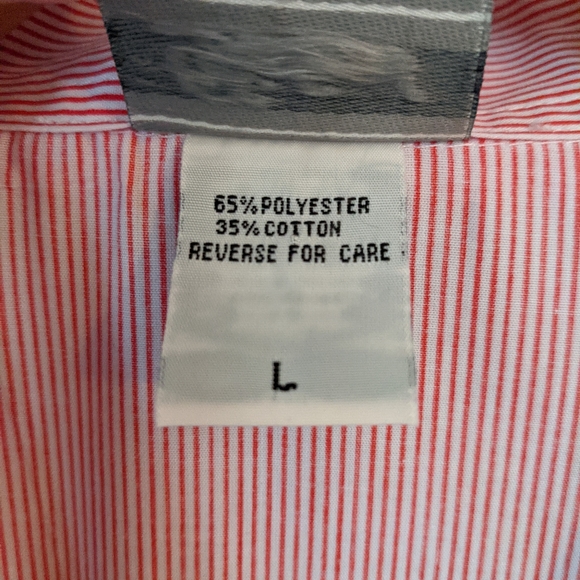 65% POLYESTER
35% COTTON
REVERSE FOR CARE
L